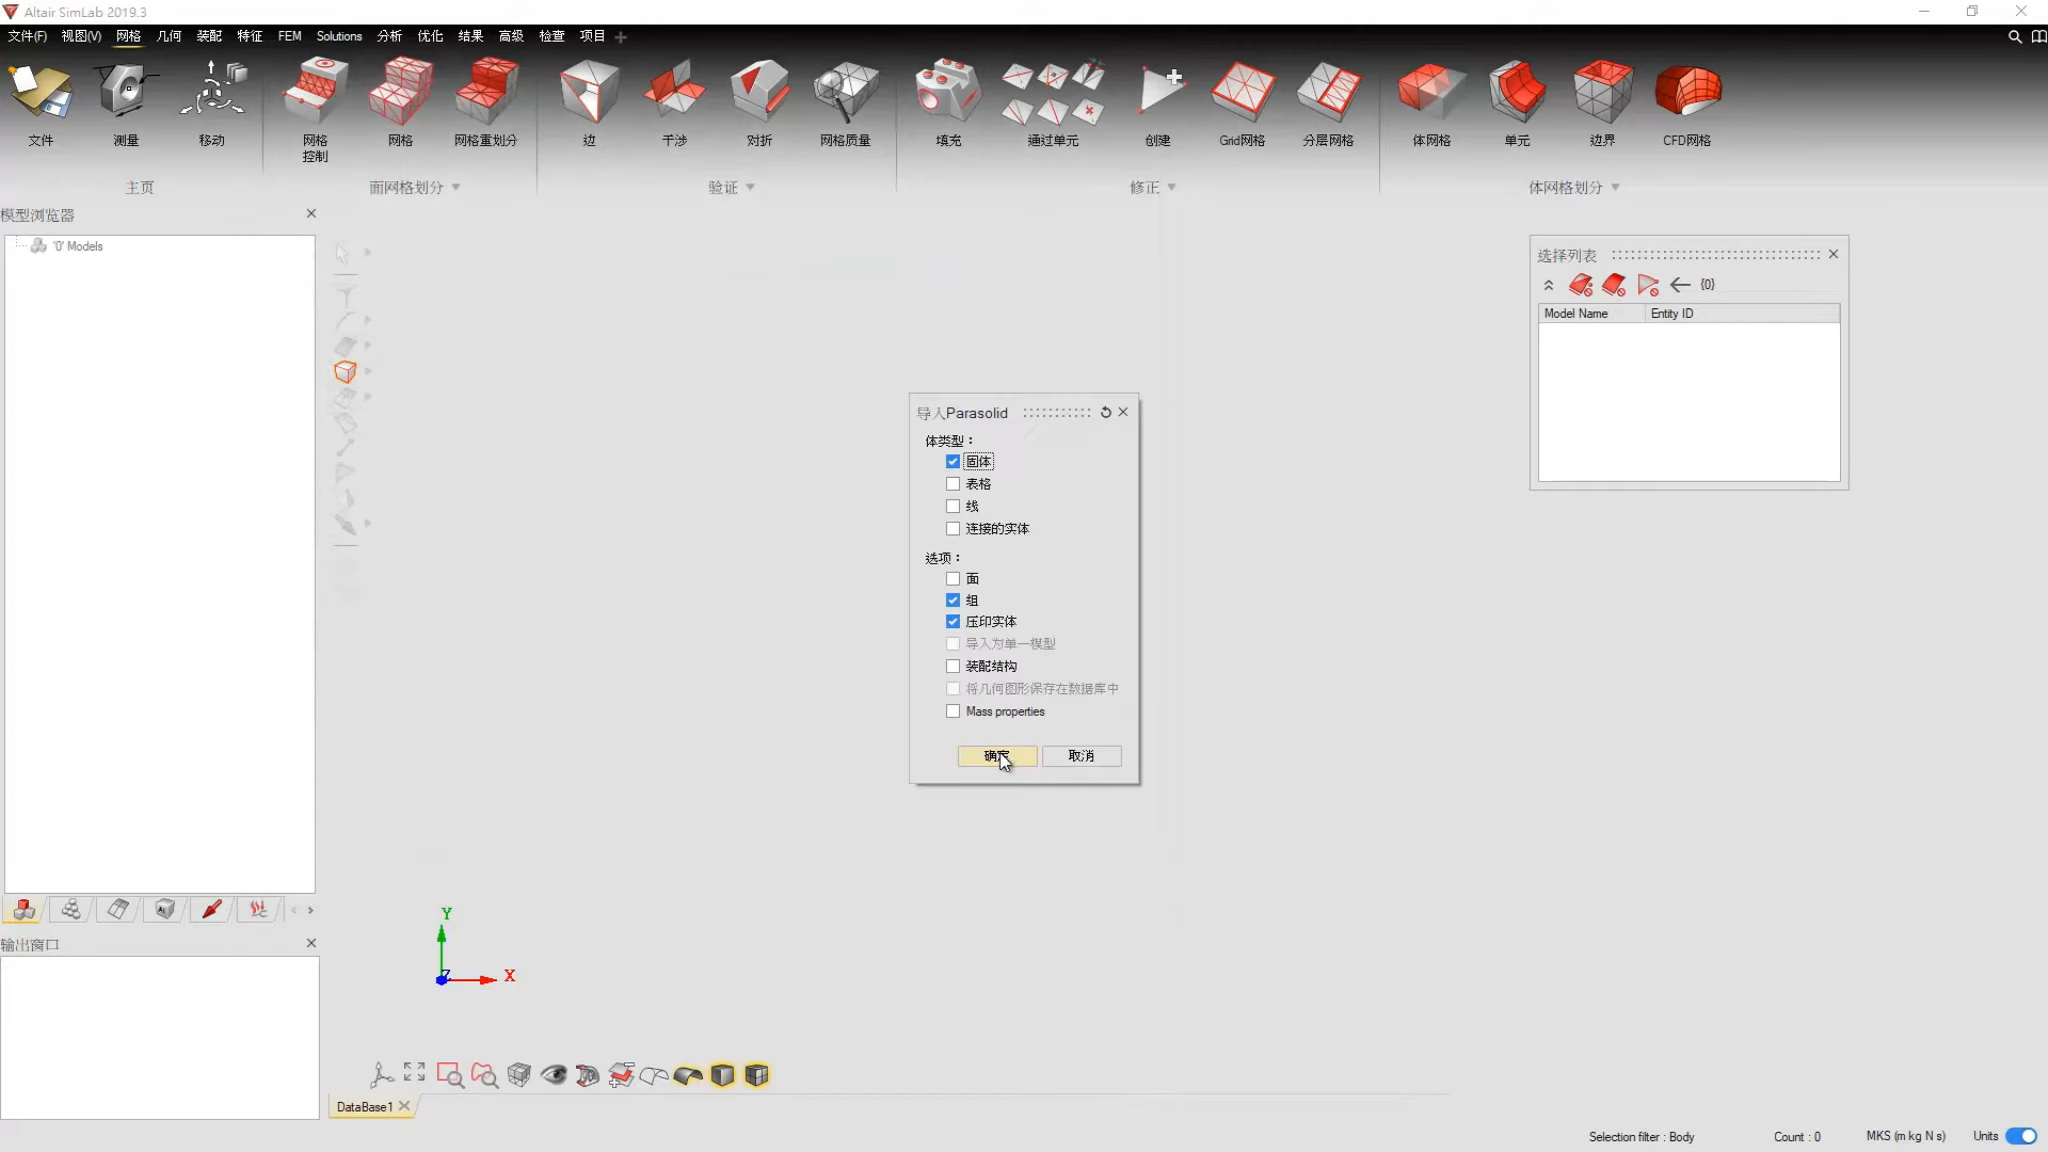 Altair SimLab 2019.3
文件(F) 视图(V) 网格 几何 装配 特征 FEM Solutions 分析 优化 结果 高级 检查 项目
文件 测量 移动 网格控制 网格 网格重划分 边 干涉 对折 网格质量 填充 通过单元 创建 Grid网格 分层网格 体网格 单元 边界 CFD网格
主页 面网格划分 验证 修正 体网格划分
模型浏览器
'0' Models
选择列表
{0}
Model Name Entity ID
导入Parasolid
体类型：
固体
表格
线
连接的实体
选项：
面
组
压印实体
导入为单一模型
装配结构
将几何图形保存在数据库中
Mass properties
确定 取消
输出窗口
Y
Z X
DataBase1
Selection filter : Body Count : 0 MKS (m kg N s) Units